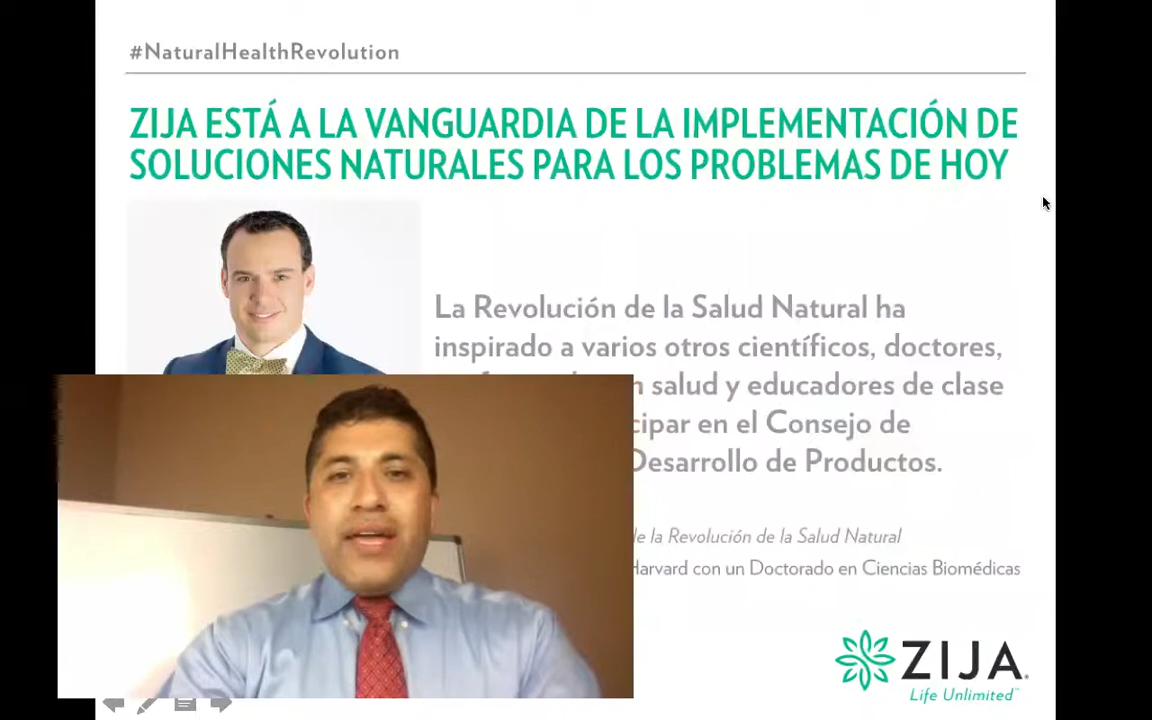 #NaturalHealthRevolution
ZIJA ESTÁ A LA VANGUARDIA DE LA IMPLEMENTACIÓN DE
SOLUCIONES NATURALES PARA LOS PROBLEMAS DE HOY
La Revolución de la Salud Natural ha
inspirado a varios otros científicos, doctores,
salud y educadores de clase
en el Consejo de
Desarrollo de Productos.
la Revolución de la Salud Natural
Harvard con un Doctorado en Ciencias Biomédicas
ZIJA
Life Unlimited™